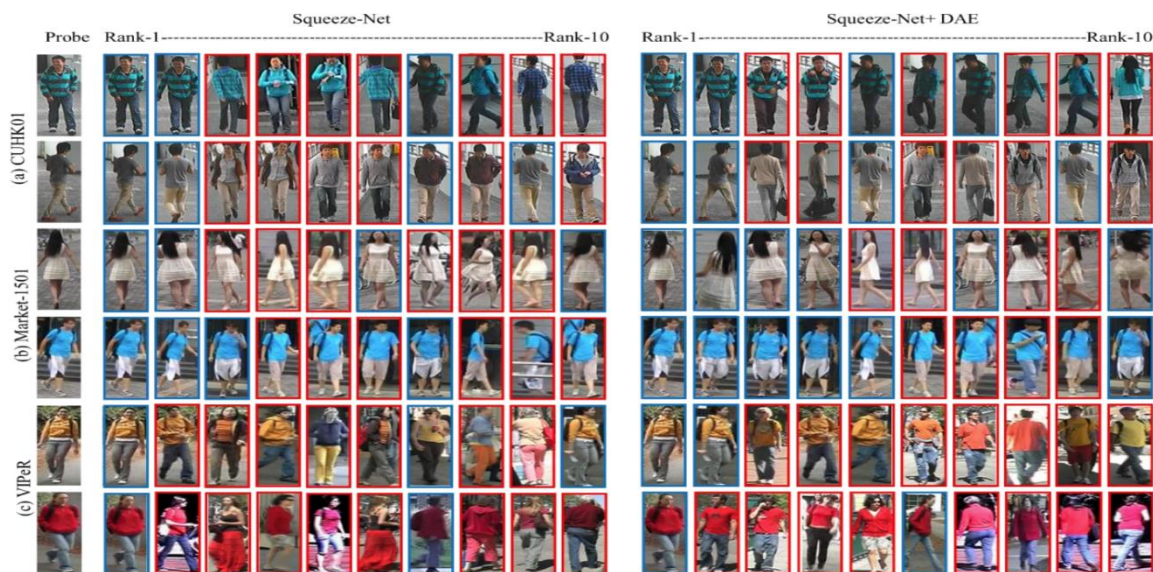 Squeeze-Net
Squeeze-Net+ DAE
Probe
Rank-1--------------------------------------------------------Rank-10
Rank-1--------------------------------------------------------Rank-10
(a) CUHK01
(b) Market-1501
(c) VIPeR